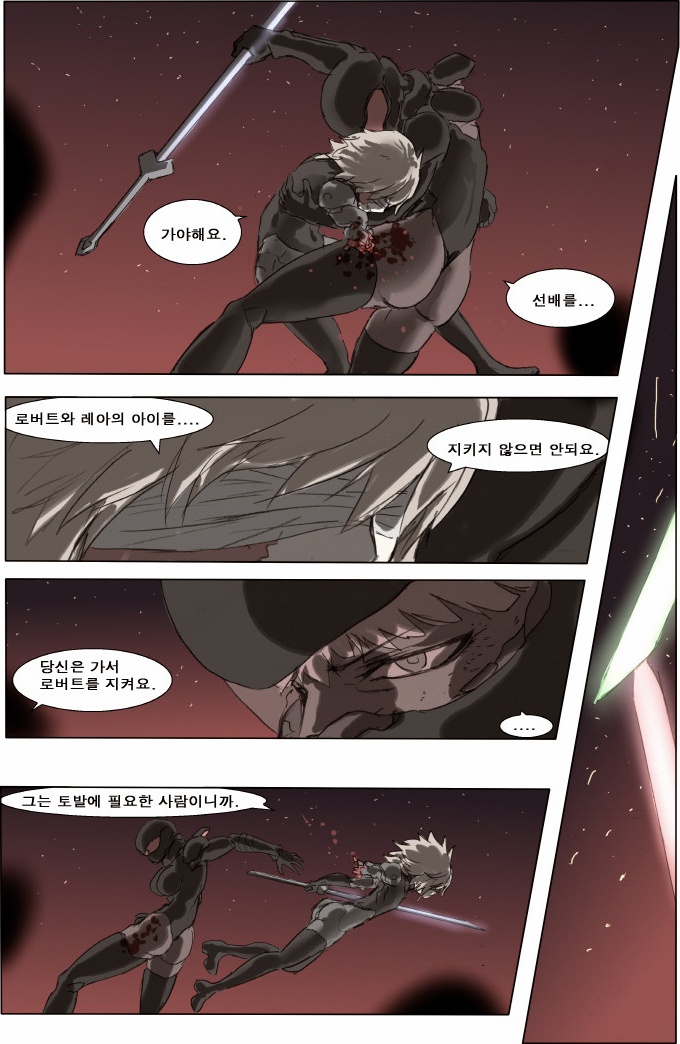 가야해요.
선배를...
로버트와 레아의 아이를....
지키지 않으면 안되요.
당신은 가서
로버트를 지켜요.
....
그는 토발에 필요한 사람이니까.